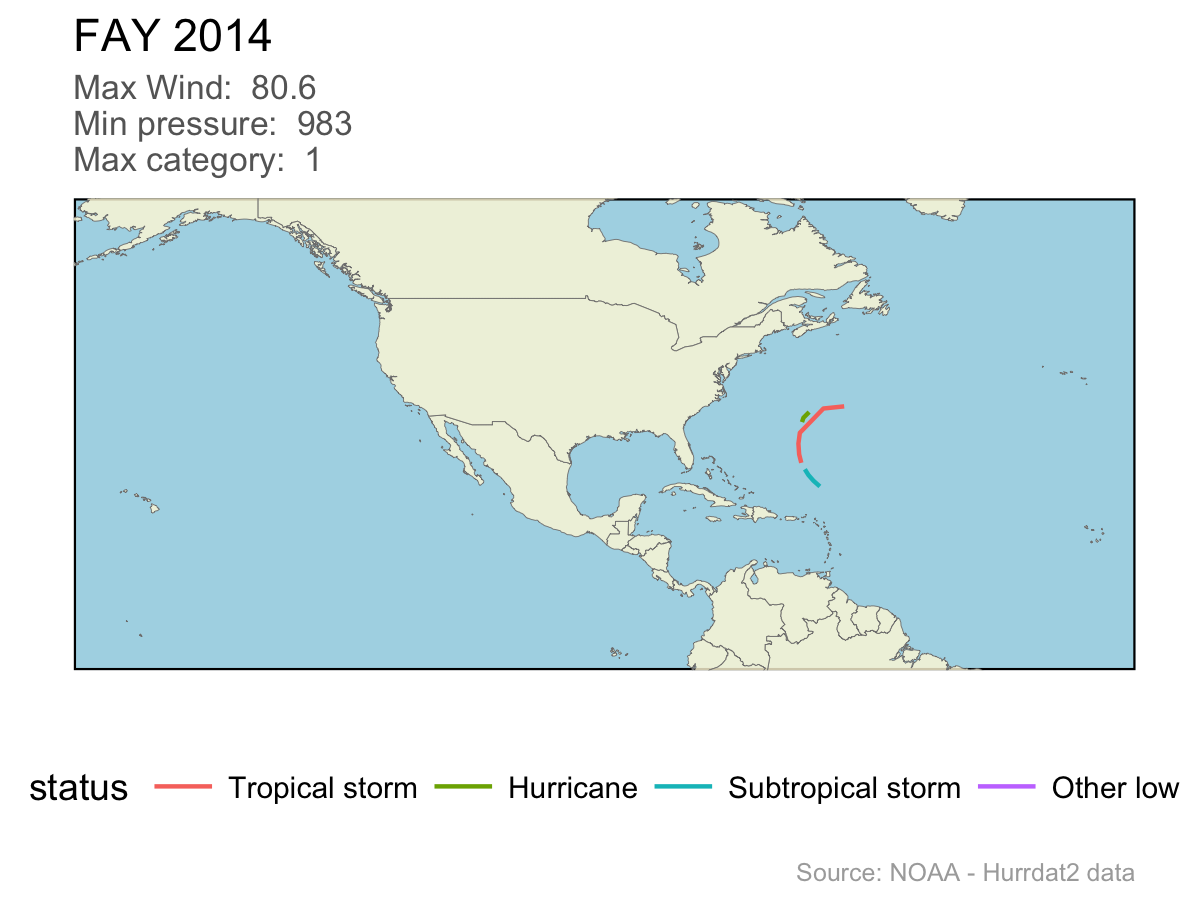 FAY 2014
Max Wind:  80.6
Min pressure:  983
Max category:  1
status Tropical storm Hurricane Subtropical storm Other low
Source: NOAA - Hurrdat2 data